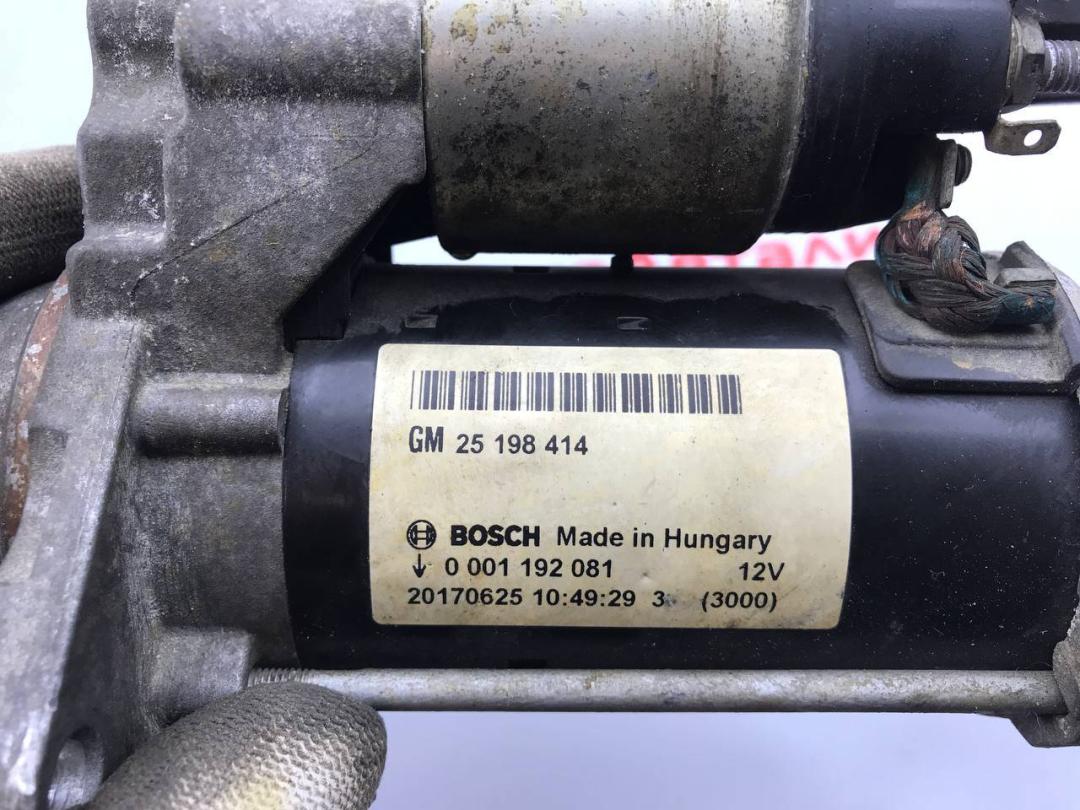 GM 25 198 414
BOSCH Made in Hungary
↓ 0 001 192 081 12V
20170625 10:49:29 3 (3000)